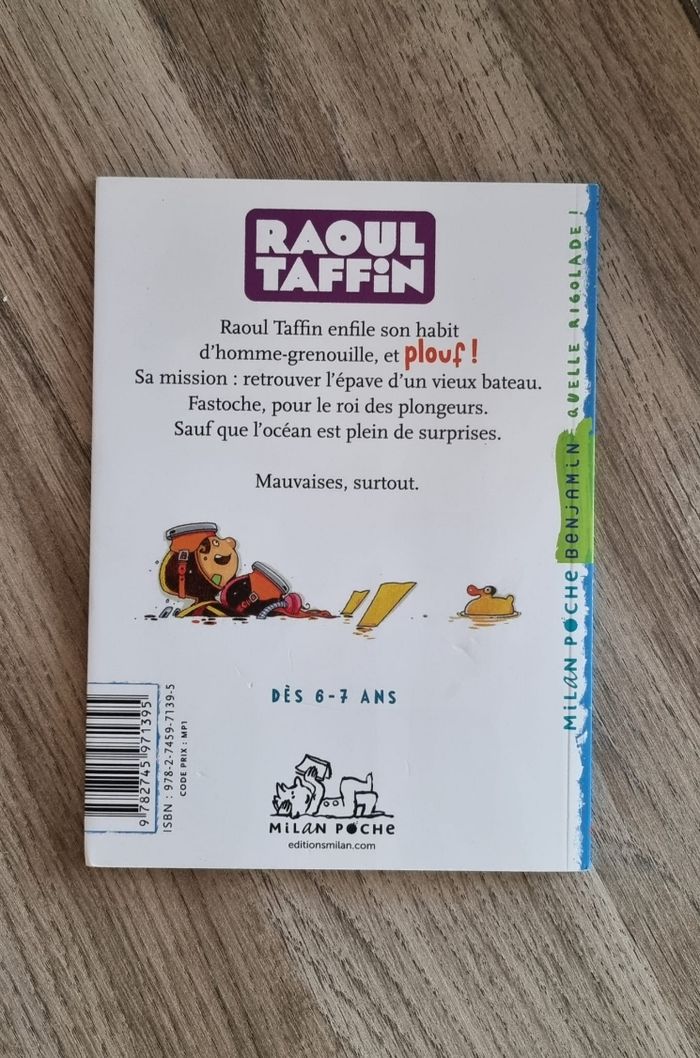 RAOUL
TAFFiN
Raoul Taffin enfile son habit
d'homme-grenouille, et plouf !
Sa mission : retrouver l'épave d'un vieux bateau.
Fastoche, pour le roi des plongeurs.
Sauf que l'océan est plein de surprises.
Mauvaises, surtout.
DÈS 6-7 ANS
MiLAN POCHe
editionsmilan.com
9 782745 971395
ISBN : 978-2-7459-7139-5
CODE PRIX : MP1
MiLAN POCHe BENJAMiN QUELLE RIGOLADE !